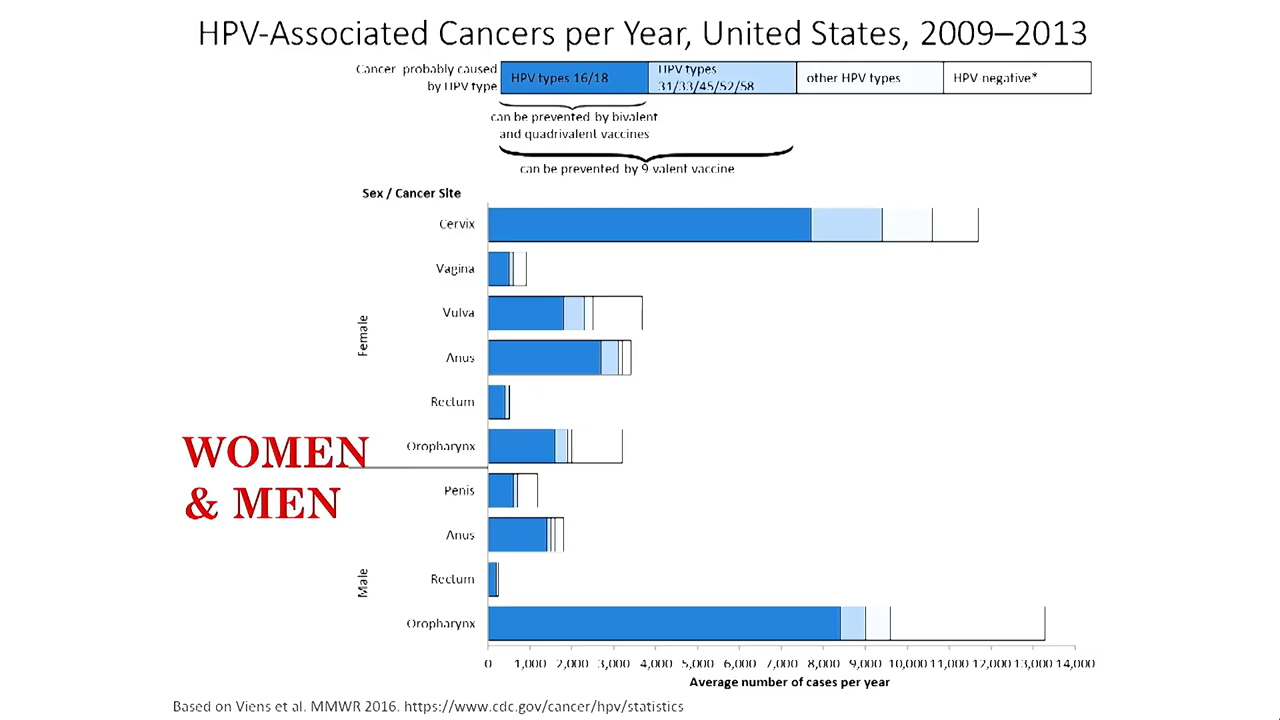 HPV-Associated Cancers per Year, United States, 2009–2013
Cancer probably caused
by HPV type
HPV types 16/18
HPV types
31/33/45/52/58
other HPV types
HPV negative*
can be prevented by bivalent
and quadrivalent vaccines
can be prevented by 9 valent vaccine
Sex / Cancer Site
Cervix
Vagina
Vulva
Anus
Rectum
Oropharynx
Female
WOMEN
& MEN
Penis
Anus
Rectum
Oropharynx
Male
0 1,000 2,000 3,000 4,000 5,000 6,000 7,000 8,000 9,000 10,000 11,000 12,000 13,000 14,000
Average number of cases per year
Based on Viens et al. MMWR 2016. https://www.cdc.gov/cancer/hpv/statistics